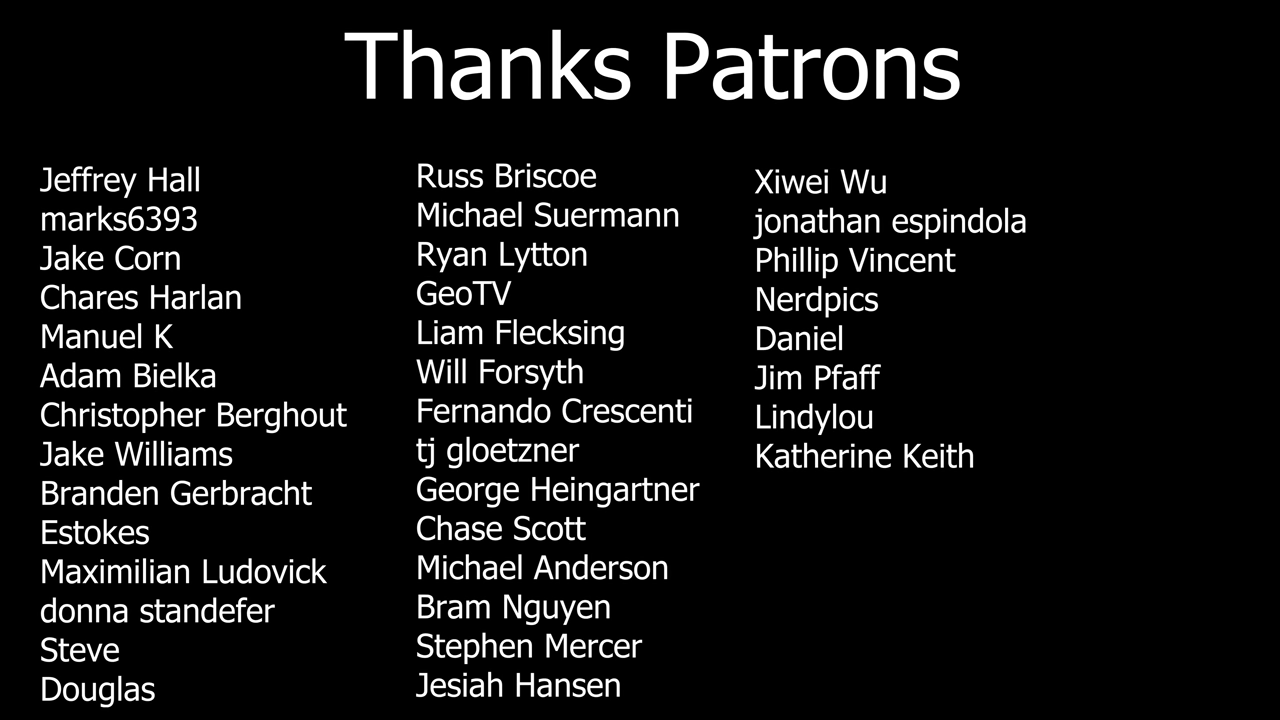 Thanks Patrons
Jeffrey Hall
marks6393
Jake Corn
Chares Harlan
Manuel K
Adam Bielka
Christopher Berghout
Jake Williams
Branden Gerbracht
Estokes
Maximilian Ludovick
donna standefer
Steve
Douglas
Russ Briscoe
Michael Suermann
Ryan Lytton
GeoTV
Liam Flecksing
Will Forsyth
Fernando Crescenti
tj gloetzner
George Heingartner
Chase Scott
Michael Anderson
Bram Nguyen
Stephen Mercer
Jesiah Hansen
Xiwei Wu
jonathan espindola
Phillip Vincent
Nerdpics
Daniel
Jim Pfaff
Lindylou
Katherine Keith